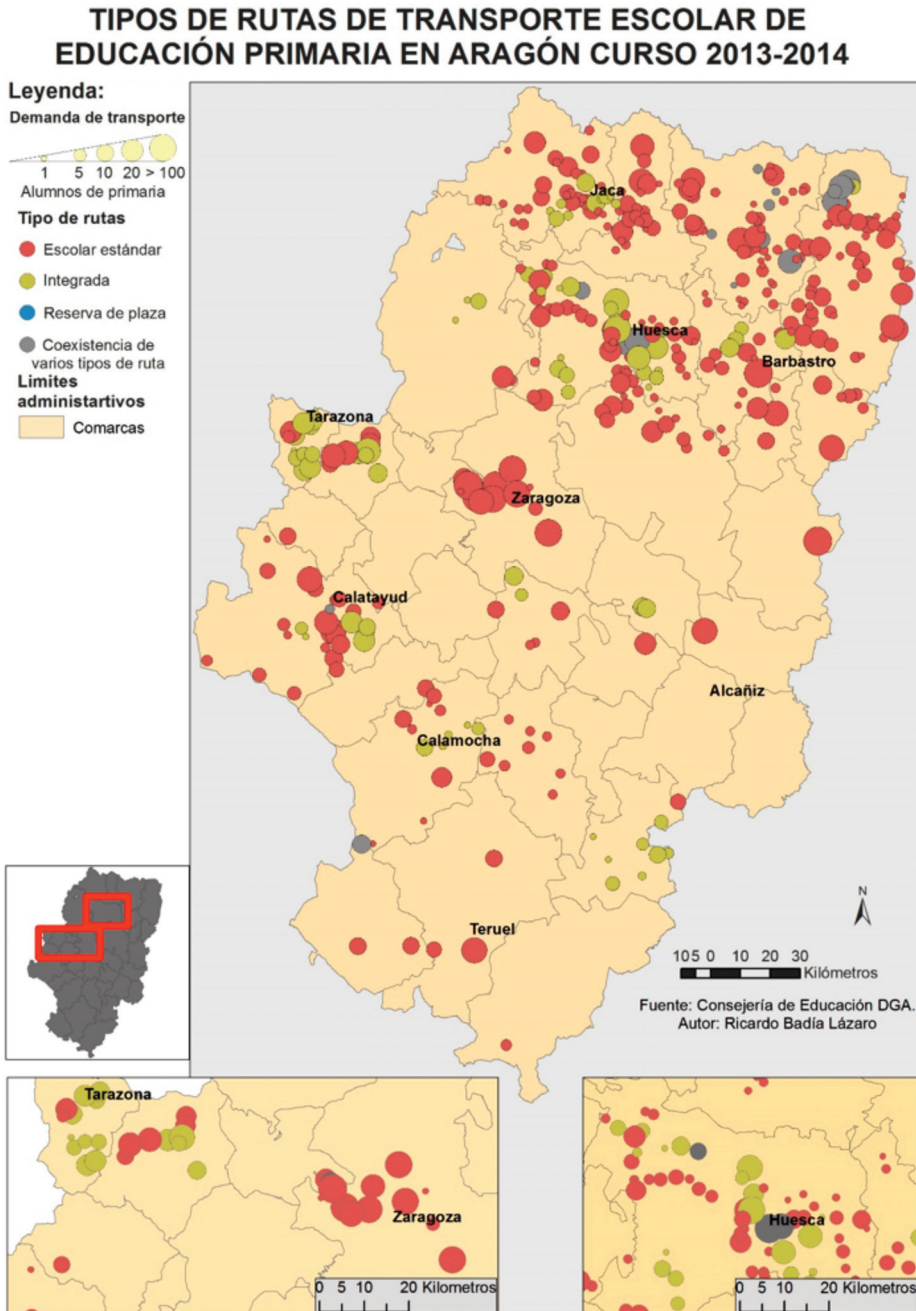 TIPOS DE RUTAS DE TRANSPORTE ESCOLAR DE
EDUCACIÓN PRIMARIA EN ARAGÓN CURSO 2013-2014
Leyenda:
Demanda de transporte
1 5 10 20 > 100
Alumnos de primaria
Tipo de rutas
Escolar estándar
Integrada
Reserva de plaza
Coexistencia de
varios tipos de ruta
Limites
administartivos
Comarcas
Jaca
Huesca
Barbastro
Tarazona
Zaragoza
Calatayud
Alcañiz
Calamocha
Teruel
N
10 5 0 10 20 30
Kilómetros
Fuente: Consejería de Educación DGA.
Autor: Ricardo Badía Lázaro
Tarazona
Zaragoza
0 5 10 20 Kilometros
Huesca
0 5 10 20 Kilometros